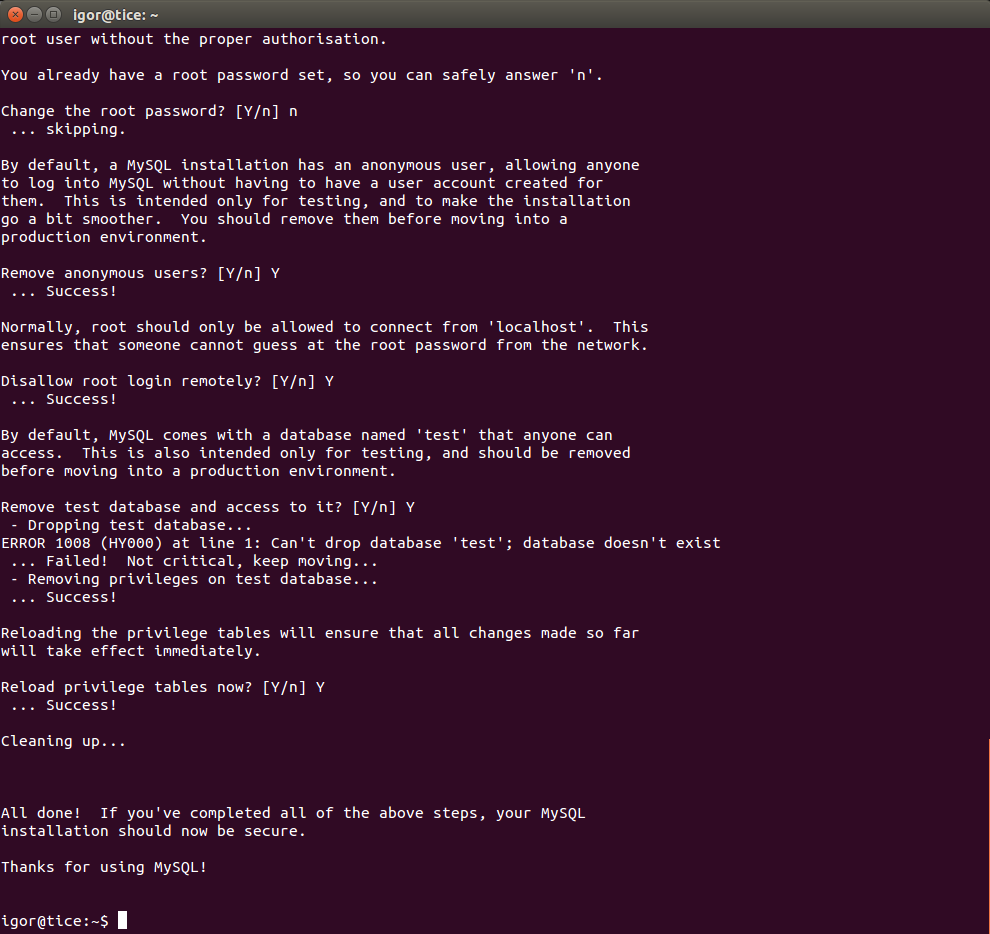 igor@tice: ~
root user without the proper authorisation.
You already have a root password set, so you can safely answer 'n'.
Change the root password? [Y/n] n
 ... skipping.
By default, a MySQL installation has an anonymous user, allowing anyone
to log into MySQL without having to have a user account created for
them.  This is intended only for testing, and to make the installation
go a bit smoother.  You should remove them before moving into a
production environment.
Remove anonymous users? [Y/n] Y
 ... Success!
Normally, root should only be allowed to connect from 'localhost'.  This
ensures that someone cannot guess at the root password from the network.
Disallow root login remotely? [Y/n] Y
 ... Success!
By default, MySQL comes with a database named 'test' that anyone can
access.  This is also intended only for testing, and should be removed
before moving into a production environment.
Remove test database and access to it? [Y/n] Y
 - Dropping test database...
ERROR 1008 (HY000) at line 1: Can't drop database 'test'; database doesn't exist
 ... Failed!  Not critical, keep moving...
 - Removing privileges on test database...
 ... Success!
Reloading the privilege tables will ensure that all changes made so far
will take effect immediately.
Reload privilege tables now? [Y/n] Y
 ... Success!
Cleaning up...
All done!  If you've completed all of the above steps, your MySQL
installation should now be secure.
Thanks for using MySQL!
igor@tice:~$